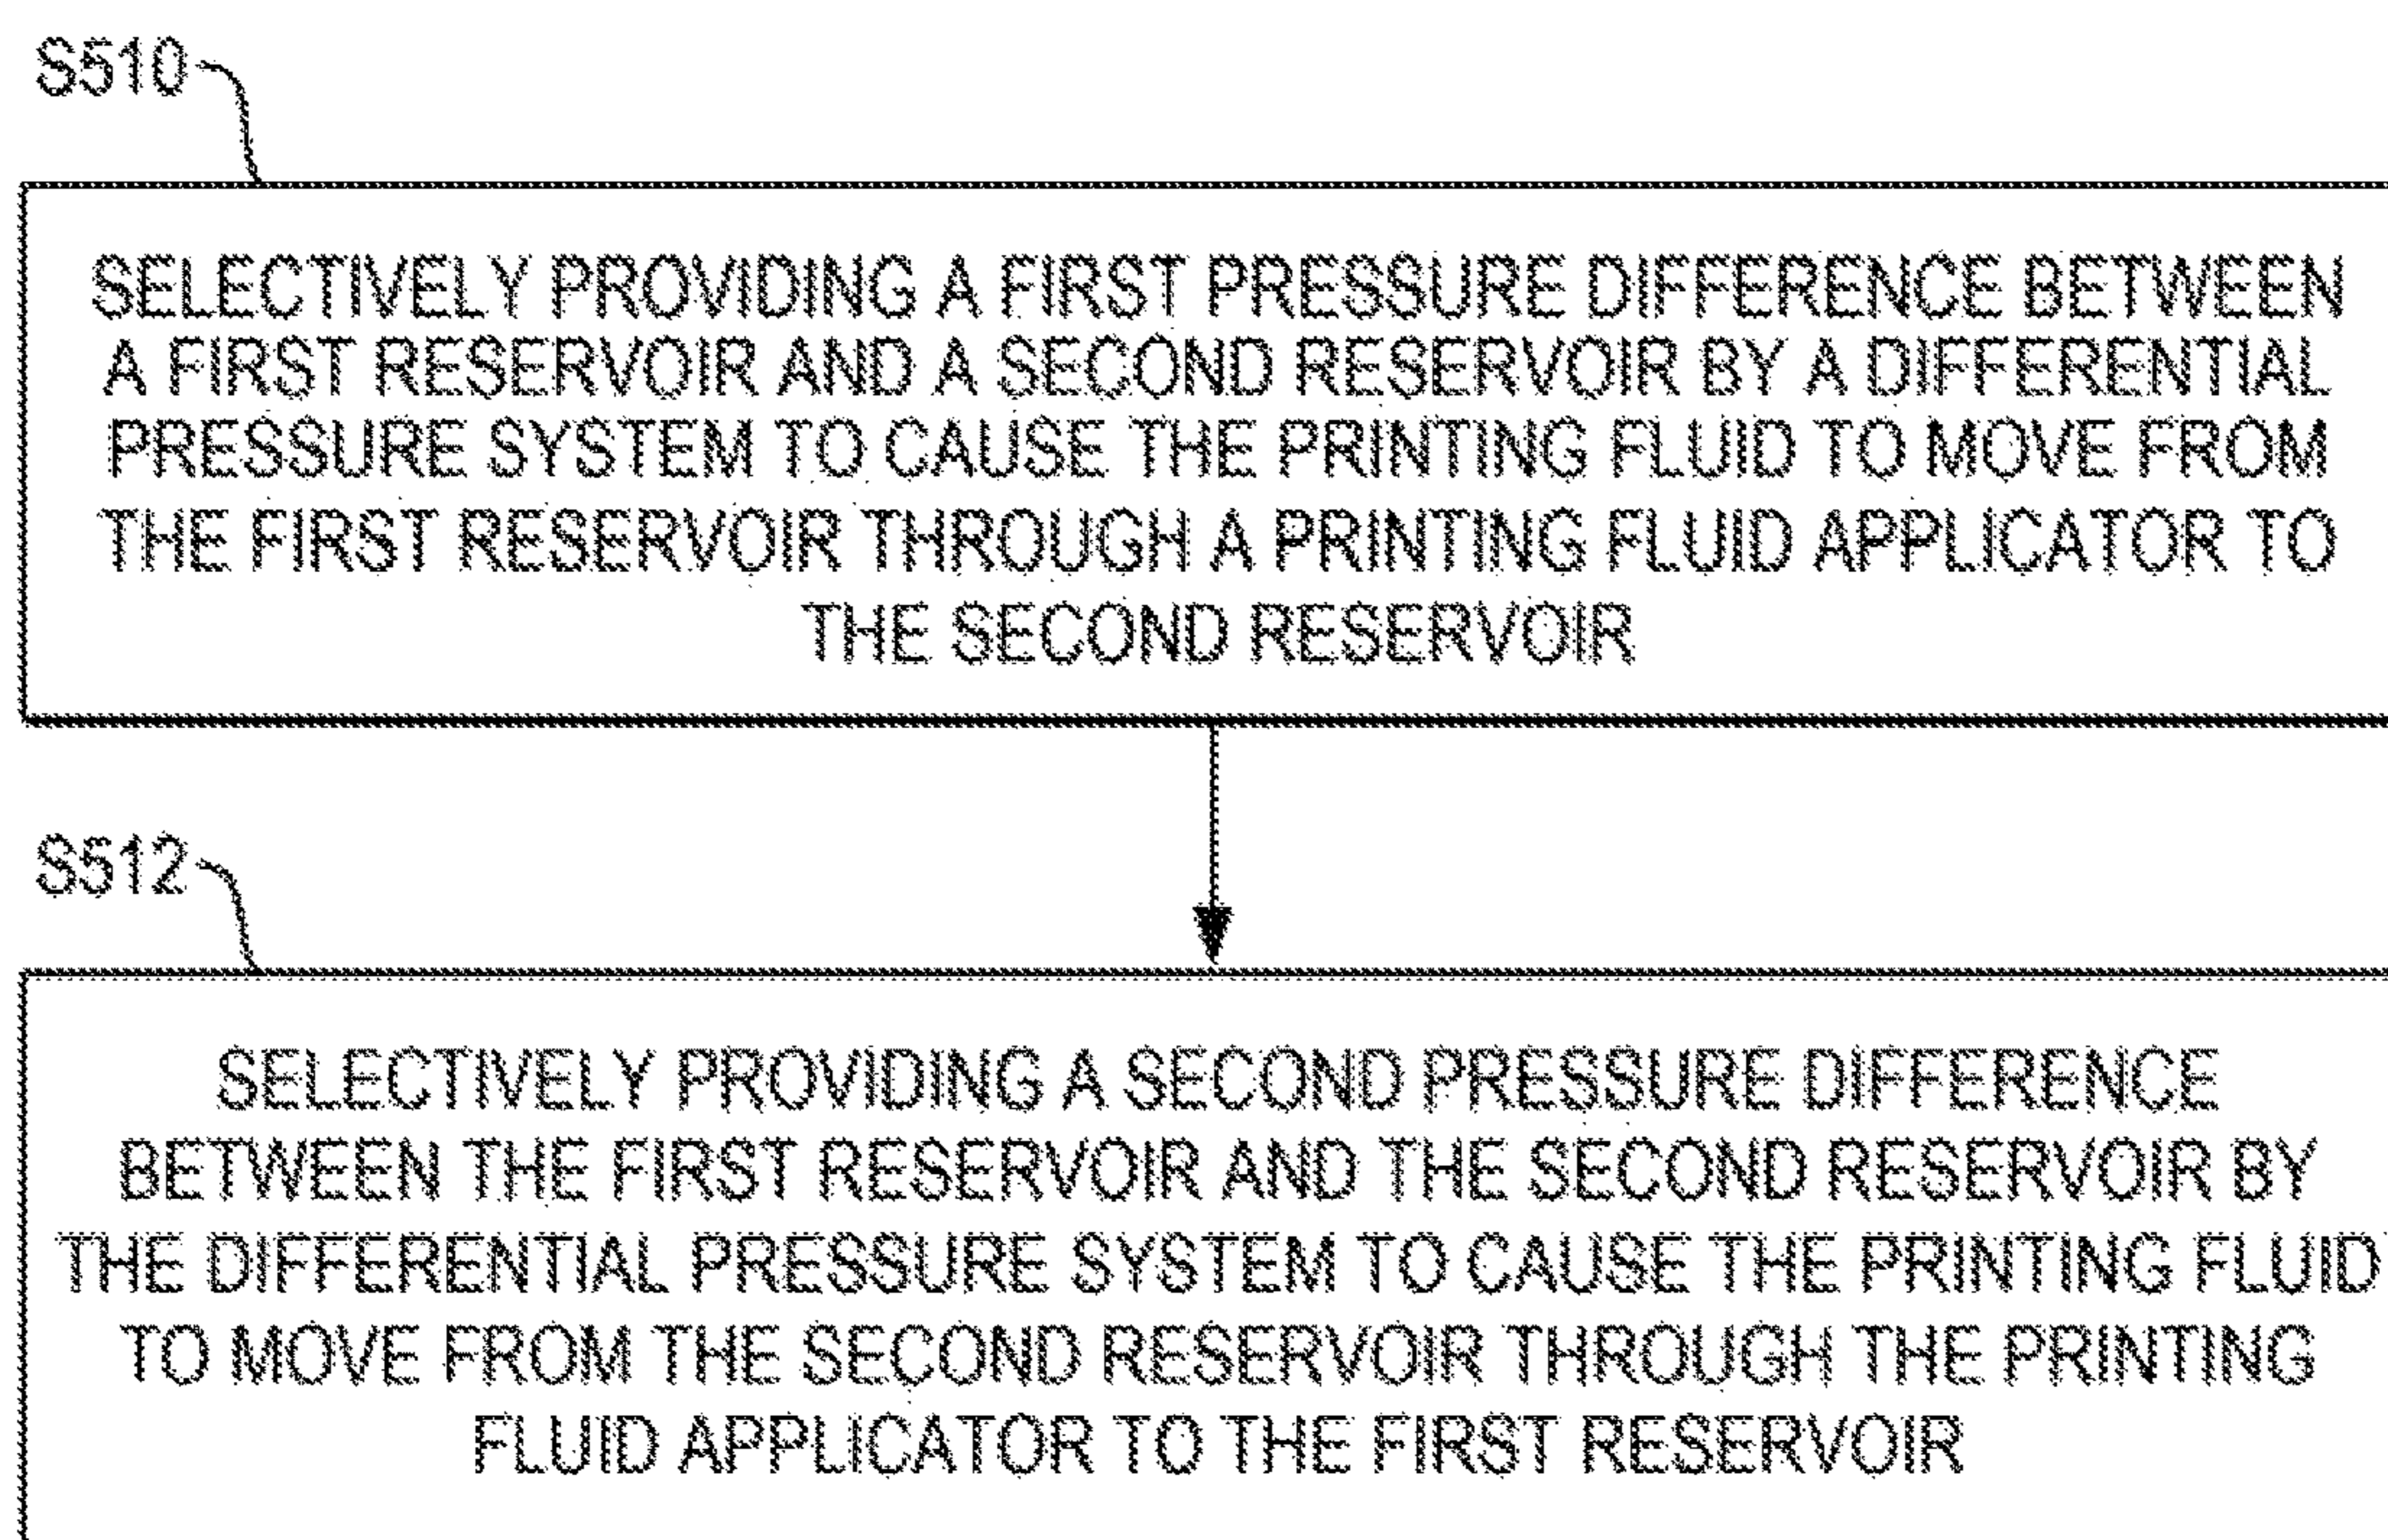 S510
SELECTIVELY PROVIDING A FIRST PRESSURE DIFFERENCE BETWEEN
A FIRST RESERVOIR AND A SECOND RESERVOIR BY A DIFFERENTIAL
PRESSURE SYSTEM TO CAUSE THE PRINTING FLUID TO MOVE FROM
THE FIRST RESERVOIR THROUGH A PRINTING FLUID APPLICATOR TO
THE SECOND RESERVOIR
S512
SELECTIVELY PROVIDING A SECOND PRESSURE DIFFERENCE
BETWEEN THE FIRST RESERVOIR AND THE SECOND RESERVOIR BY
THE DIFFERENTIAL PRESSURE SYSTEM TO CAUSE THE PRINTING FLUID
TO MOVE FROM THE SECOND RESERVOIR THROUGH THE PRINTING
FLUID APPLICATOR TO THE FIRST RESERVOIR